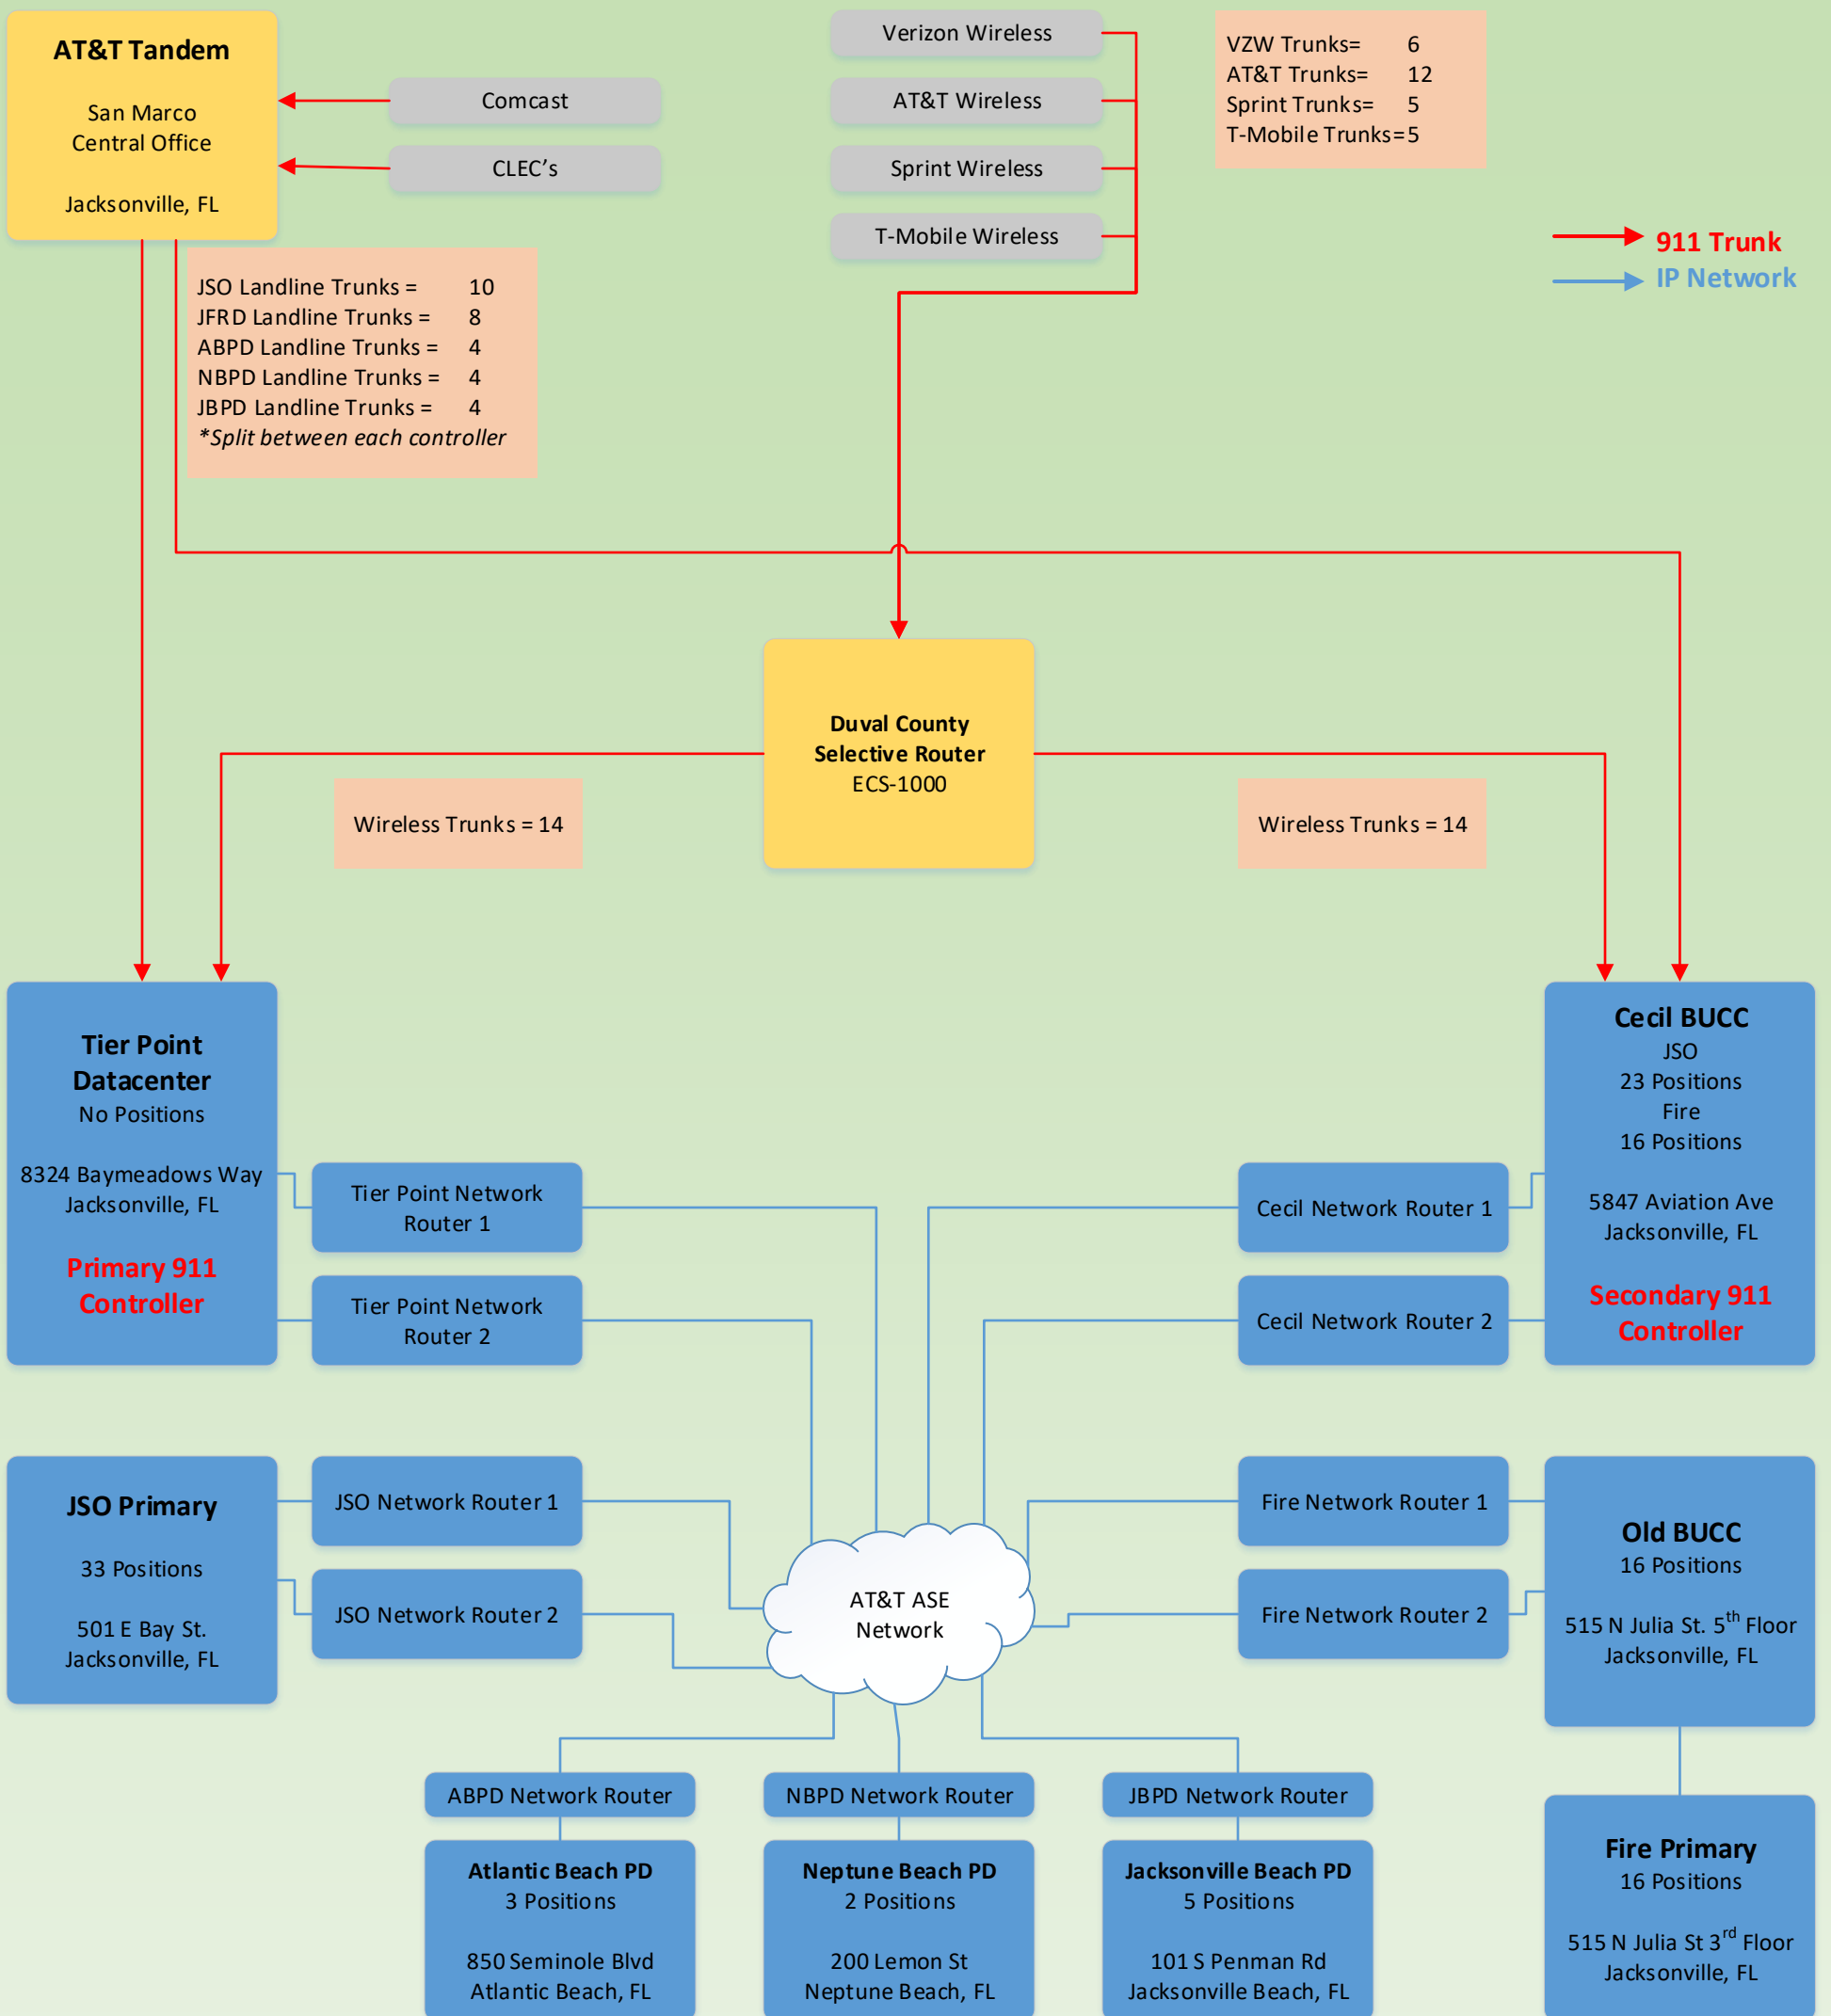 AT&T Tandem
San Marco
Central Office
Jacksonville, FL
Comcast
CLEC's
Verizon Wireless
AT&T Wireless
Sprint Wireless
T-Mobile Wireless
VZW Trunks= 6
AT&T Trunks= 12
Sprint Trunks= 5
T-Mobile Trunks=5
911 Trunk
IP Network
JSO Landline Trunks = 10
JFRD Landline Trunks = 8
ABPD Landline Trunks = 4
NBPD Landline Trunks = 4
JBPD Landline Trunks = 4
*Split between each controller
Duval County
Selective Router
ECS-1000
Wireless Trunks = 14
Wireless Trunks = 14
Tier Point
Datacenter
No Positions
8324 Baymeadows Way
Jacksonville, FL
Primary 911
Controller
Tier Point Network
Router 1
Tier Point Network
Router 2
Cecil Network Router 1
Cecil Network Router 2
Cecil BUCC
JSO
23 Positions
Fire
16 Positions
5847 Aviation Ave
Jacksonville, FL
Secondary 911
Controller
JSO Primary
33 Positions
501 E Bay St.
Jacksonville, FL
JSO Network Router 1
JSO Network Router 2
AT&T ASE
Network
Fire Network Router 1
Fire Network Router 2
Old BUCC
16 Positions
515 N Julia St. 5th Floor
Jacksonville, FL
ABPD Network Router
NBPD Network Router
JBPD Network Router
Atlantic Beach PD
3 Positions
850 Seminole Blvd
Atlantic Beach, FL
Neptune Beach PD
2 Positions
200 Lemon St
Neptune Beach, FL
Jacksonville Beach PD
5 Positions
101 S Penman Rd
Jacksonville Beach, FL
Fire Primary
16 Positions
515 N Julia St 3rd Floor
Jacksonville, FL